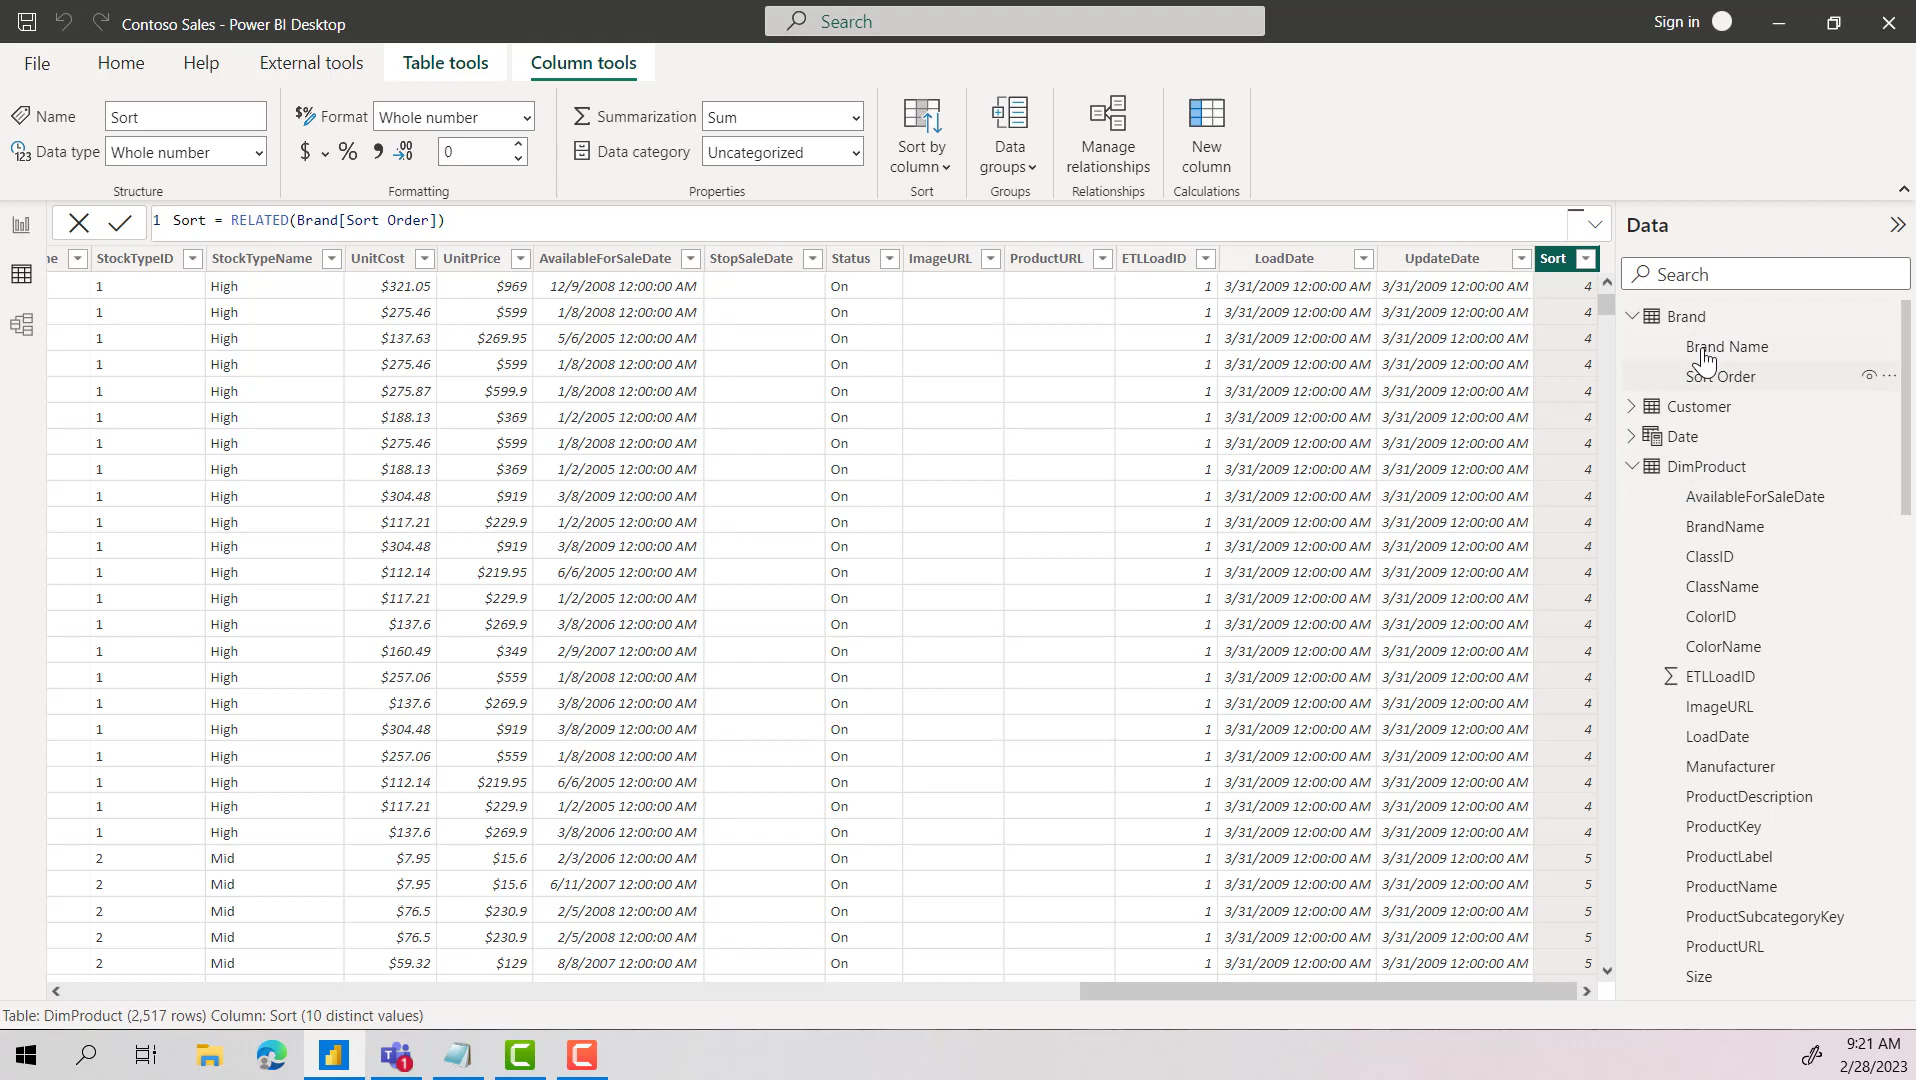 Contoso Sales - Power BI Desktop
Search
Sign in
File Home Help External tools Table tools Column tools
Name Sort
Data type Whole number
Structure
Format Whole number
$ % 0
Formatting
Summarization Sum
Data category Uncategorized
Properties
Sort by column
Sort
Data groups
Groups
Manage relationships
Relationships
New column
Calculations
1 Sort = RELATED(Brand[Sort Order])
ne StockTypeID StockTypeName UnitCost UnitPrice AvailableForSaleDate StopSaleDate Status ImageURL ProductURL ETLLoadID LoadDate UpdateDate Sort
1 High $321.05 $969 12/9/2008 12:00:00 AM On 1 3/31/2009 12:00:00 AM 3/31/2009 12:00:00 AM 4
1 High $275.46 $599 1/8/2008 12:00:00 AM On 1 3/31/2009 12:00:00 AM 3/31/2009 12:00:00 AM 4
1 High $137.63 $269.95 5/6/2005 12:00:00 AM On 1 3/31/2009 12:00:00 AM 3/31/2009 12:00:00 AM 4
1 High $275.46 $599 1/8/2008 12:00:00 AM On 1 3/31/2009 12:00:00 AM 3/31/2009 12:00:00 AM 4
1 High $275.87 $599.9 1/8/2008 12:00:00 AM On 1 3/31/2009 12:00:00 AM 3/31/2009 12:00:00 AM 4
1 High $188.13 $369 1/2/2005 12:00:00 AM On 1 3/31/2009 12:00:00 AM 3/31/2009 12:00:00 AM 4
1 High $275.46 $599 1/8/2008 12:00:00 AM On 1 3/31/2009 12:00:00 AM 3/31/2009 12:00:00 AM 4
1 High $188.13 $369 1/2/2005 12:00:00 AM On 1 3/31/2009 12:00:00 AM 3/31/2009 12:00:00 AM 4
1 High $304.48 $919 3/8/2009 12:00:00 AM On 1 3/31/2009 12:00:00 AM 3/31/2009 12:00:00 AM 4
1 High $117.21 $229.9 1/2/2005 12:00:00 AM On 1 3/31/2009 12:00:00 AM 3/31/2009 12:00:00 AM 4
1 High $304.48 $919 3/8/2009 12:00:00 AM On 1 3/31/2009 12:00:00 AM 3/31/2009 12:00:00 AM 4
1 High $112.14 $219.95 6/6/2005 12:00:00 AM On 1 3/31/2009 12:00:00 AM 3/31/2009 12:00:00 AM 4
1 High $117.21 $229.9 1/2/2005 12:00:00 AM On 1 3/31/2009 12:00:00 AM 3/31/2009 12:00:00 AM 4
1 High $137.6 $269.9 3/8/2006 12:00:00 AM On 1 3/31/2009 12:00:00 AM 3/31/2009 12:00:00 AM 4
1 High $160.49 $349 2/9/2007 12:00:00 AM On 1 3/31/2009 12:00:00 AM 3/31/2009 12:00:00 AM 4
1 High $257.06 $559 1/8/2008 12:00:00 AM On 1 3/31/2009 12:00:00 AM 3/31/2009 12:00:00 AM 4
1 High $137.6 $269.9 3/8/2006 12:00:00 AM On 1 3/31/2009 12:00:00 AM 3/31/2009 12:00:00 AM 4
1 High $304.48 $919 3/8/2009 12:00:00 AM On 1 3/31/2009 12:00:00 AM 3/31/2009 12:00:00 AM 4
1 High $257.06 $559 1/8/2008 12:00:00 AM On 1 3/31/2009 12:00:00 AM 3/31/2009 12:00:00 AM 4
1 High $112.14 $219.95 6/6/2005 12:00:00 AM On 1 3/31/2009 12:00:00 AM 3/31/2009 12:00:00 AM 4
1 High $117.21 $229.9 1/2/2005 12:00:00 AM On 1 3/31/2009 12:00:00 AM 3/31/2009 12:00:00 AM 4
1 High $137.6 $269.9 3/8/2006 12:00:00 AM On 1 3/31/2009 12:00:00 AM 3/31/2009 12:00:00 AM 4
2 Mid $7.95 $15.6 2/3/2006 12:00:00 AM On 1 3/31/2009 12:00:00 AM 3/31/2009 12:00:00 AM 5
2 Mid $7.95 $15.6 6/11/2007 12:00:00 AM On 1 3/31/2009 12:00:00 AM 3/31/2009 12:00:00 AM 5
2 Mid $76.5 $230.9 2/5/2008 12:00:00 AM On 1 3/31/2009 12:00:00 AM 3/31/2009 12:00:00 AM 5
2 Mid $76.5 $230.9 2/5/2008 12:00:00 AM On 1 3/31/2009 12:00:00 AM 3/31/2009 12:00:00 AM 5
2 Mid $59.32 $129 8/8/2007 12:00:00 AM On 1 3/31/2009 12:00:00 AM 3/31/2009 12:00:00 AM 5
Data
Search
Brand
Brand Name
Sort Order
Customer
Date
DimProduct
AvailableForSaleDate
BrandName
ClassID
ClassName
ColorID
ColorName
ETLLoadID
ImageURL
LoadDate
Manufacturer
ProductDescription
ProductKey
ProductLabel
ProductName
ProductSubcategoryKey
ProductURL
Size
Table: DimProduct (2,517 rows) Column: Sort (10 distinct values)
1
9:21 AM
2/28/2023